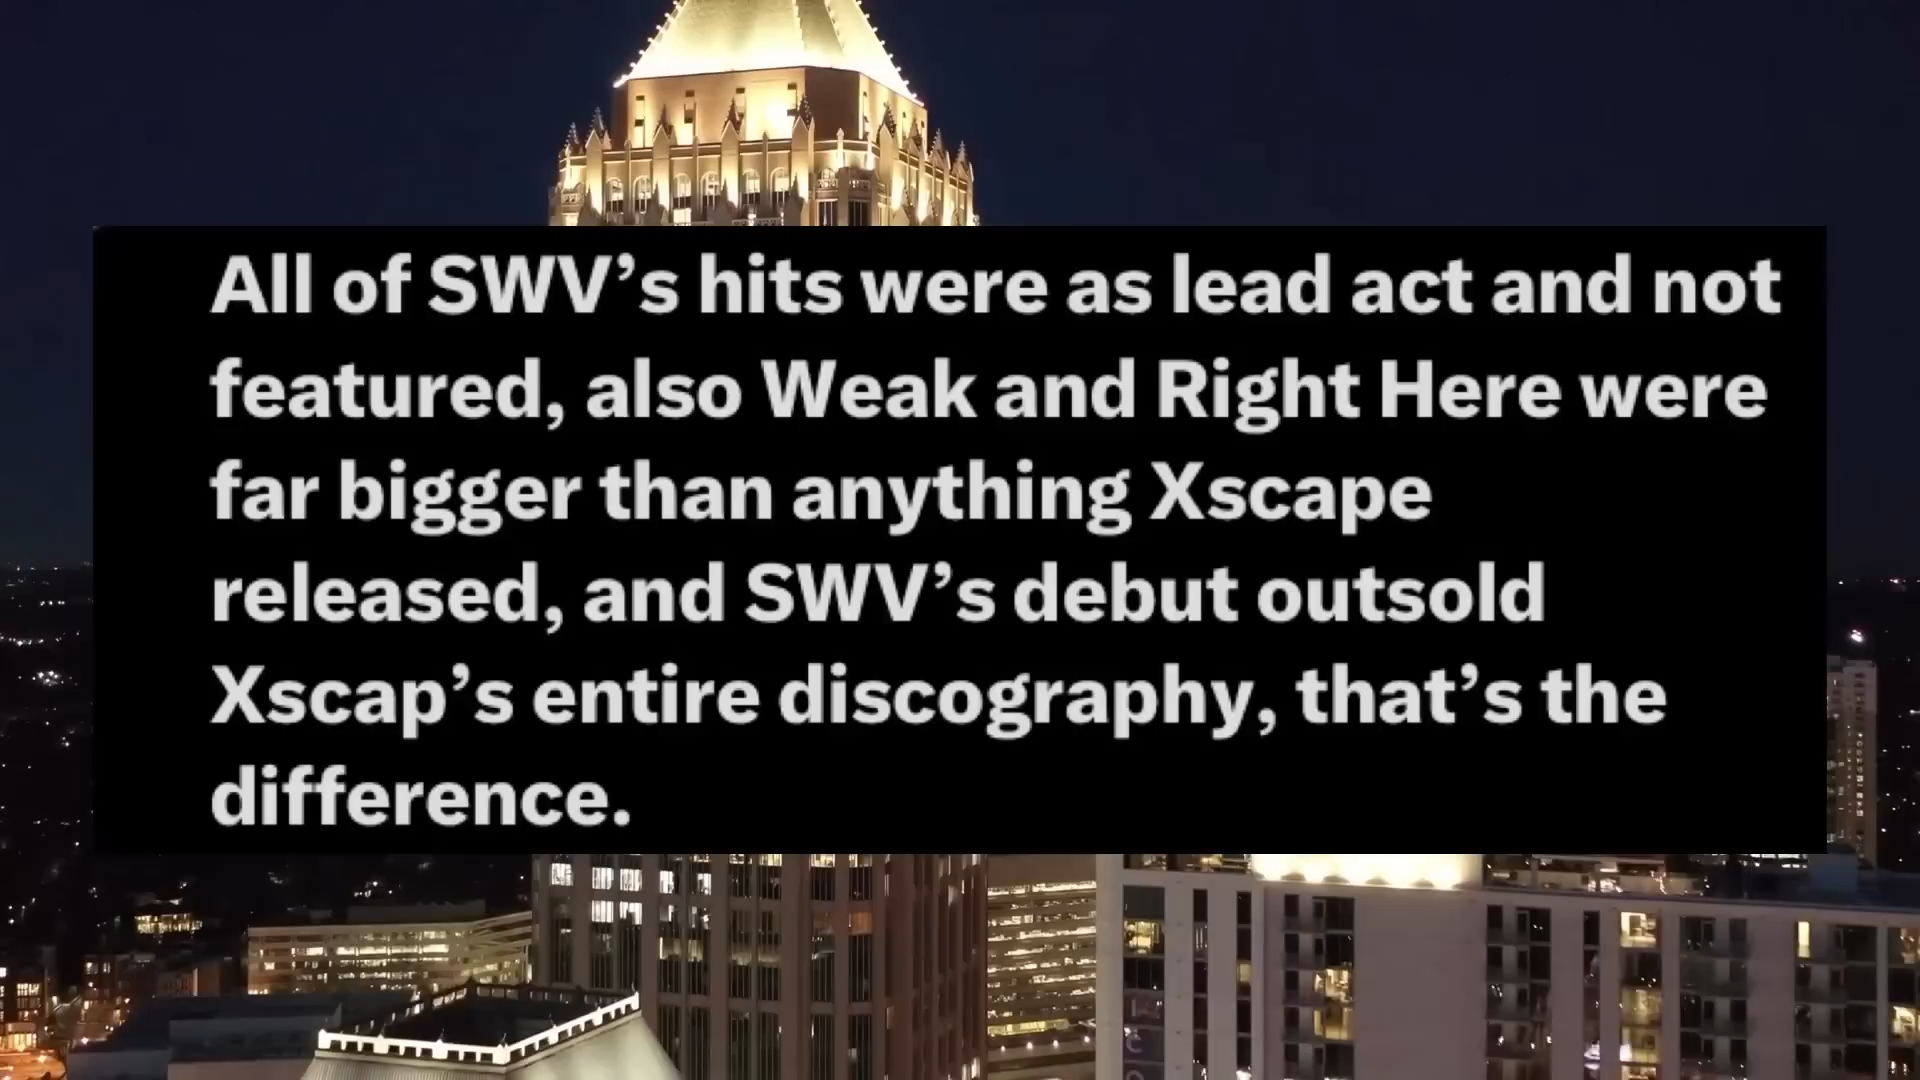 All of SWV’s hits were as lead act and not
featured, also Weak and Right Here were
far bigger than anything Xscape
released, and SWV’s debut outsold
Xscap’s entire discography, that’s the
difference.